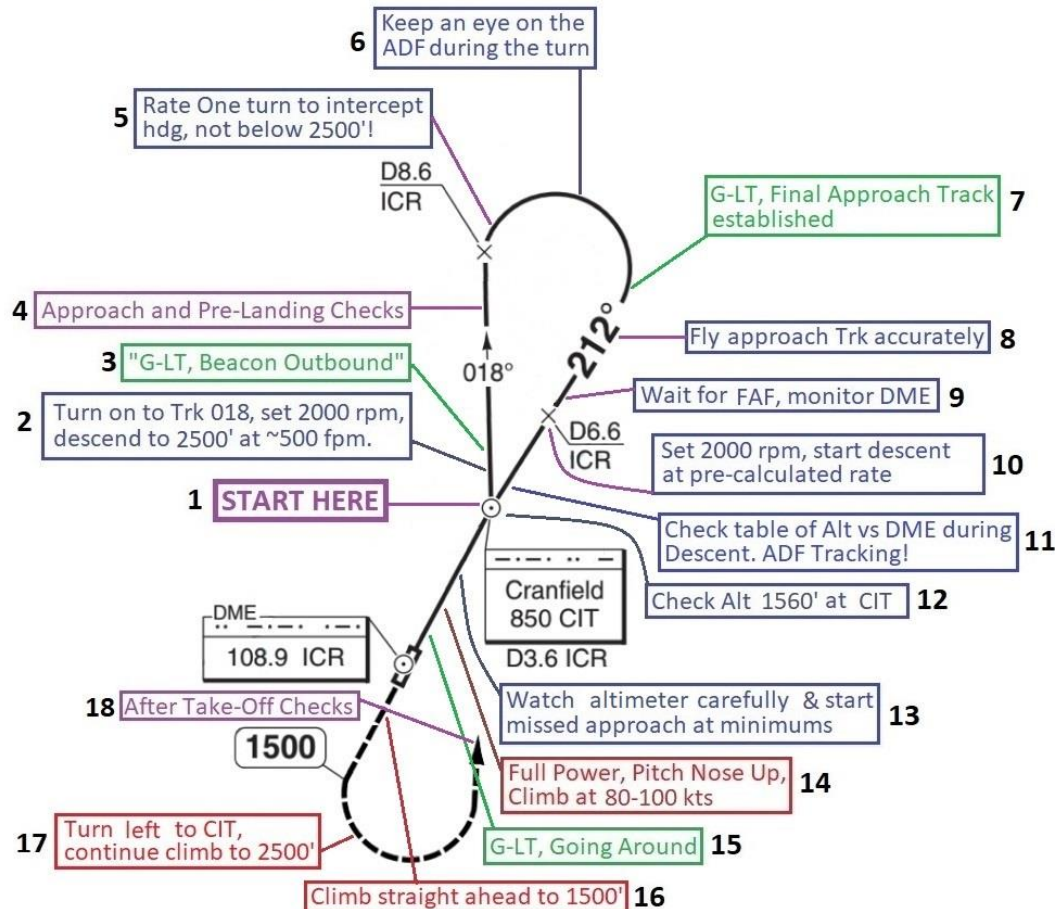 6
Keep an eye on the
ADF during the turn
5
Rate One turn to intercept
hdg, not below 2500'!
D8.6
ICR
G-LT, Final Approach Track
established
7
4
Approach and Pre-Landing Checks
3
"G-LT, Beacon Outbound"
018°
212°
Fly approach Trk accurately
8
Wait for FAF, monitor DME
9
2
Turn on to Trk 018, set 2000 rpm,
descend to 2500' at ~500 fpm.
D6.6
ICR
Set 2000 rpm, start descent
at pre-calculated rate
10
1
START HERE
Check table of Alt vs DME during
Descent. ADF Tracking!
11
Cranfield
850 CIT
D3.6 ICR
Check Alt 1560' at CIT
12
DME
108.9 ICR
18
After Take-Off Checks
Watch altimeter carefully & start
missed approach at minimums
13
1500
Full Power, Pitch Nose Up,
Climb at 80-100 kts
14
17
Turn left to CIT,
continue climb to 2500'
G-LT, Going Around
15
Climb straight ahead to 1500'
16